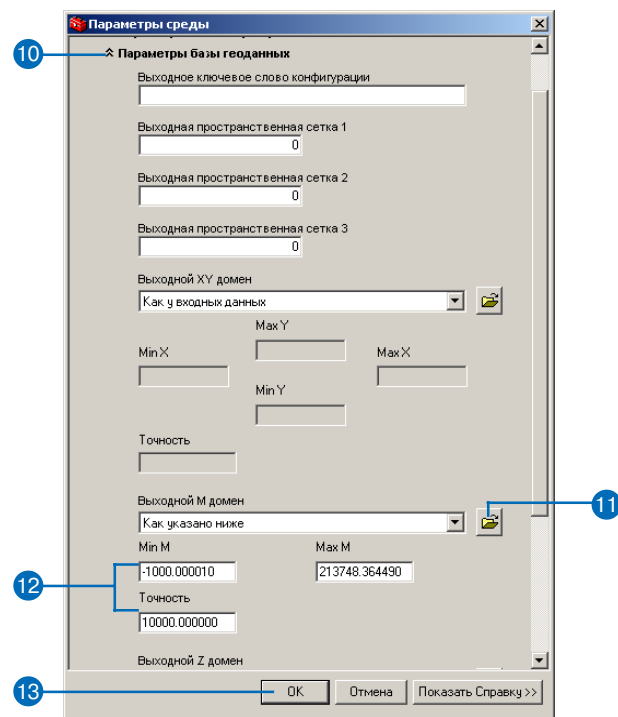 Параметры среды
10
Параметры базы геоданных
Выходное ключевое слово конфигурации
Выходная пространственная сетка 1
0
Выходная пространственная сетка 2
0
Выходная пространственная сетка 3
0
Выходной XY домен
Как у входных данных
Max Y
Min X
Max X
Min Y
Точность
Выходной М домен
11
Как указано ниже
Min M
Max M
12
-1000.000010
213748.364490
Точность
10000.000000
Выходной Z домен
13
OK
Отмена
Показать Справку >>